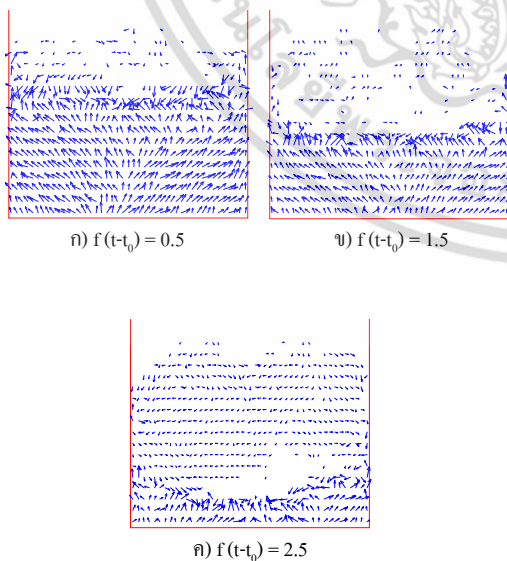 ก) f (t-t₀) = 0.5
ข) f (t-t₀) = 1.5
ค) f (t-t₀) = 2.5